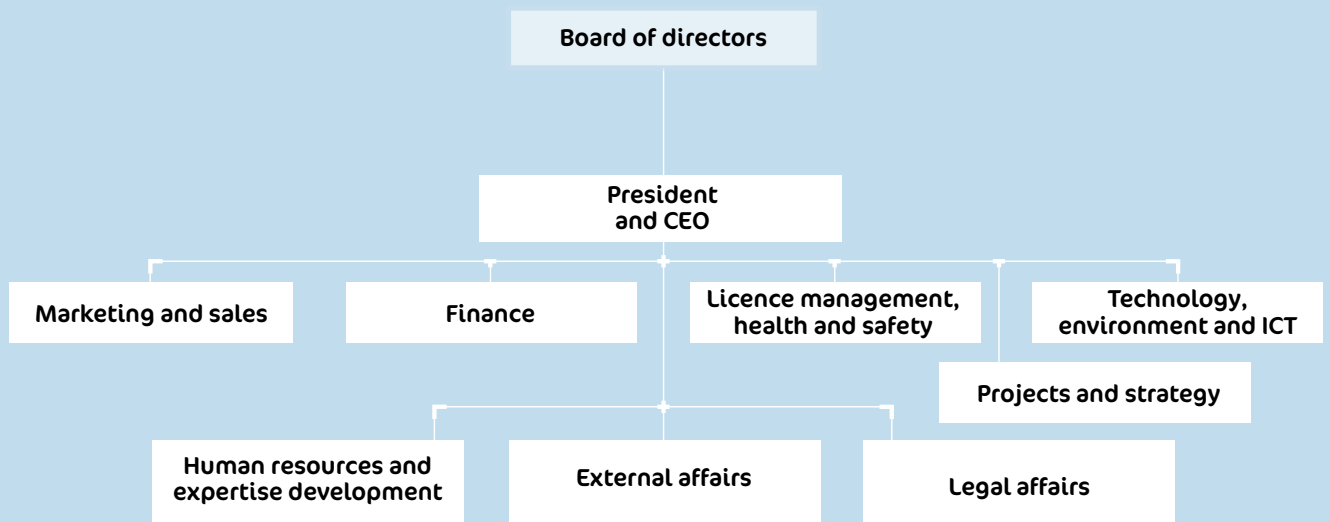 Board of directors
President
and CEO
Marketing and sales
Finance
Licence management,
health and safety
Technology,
environment and ICT
Projects and strategy
Human resources and
expertise development
External affairs
Legal affairs